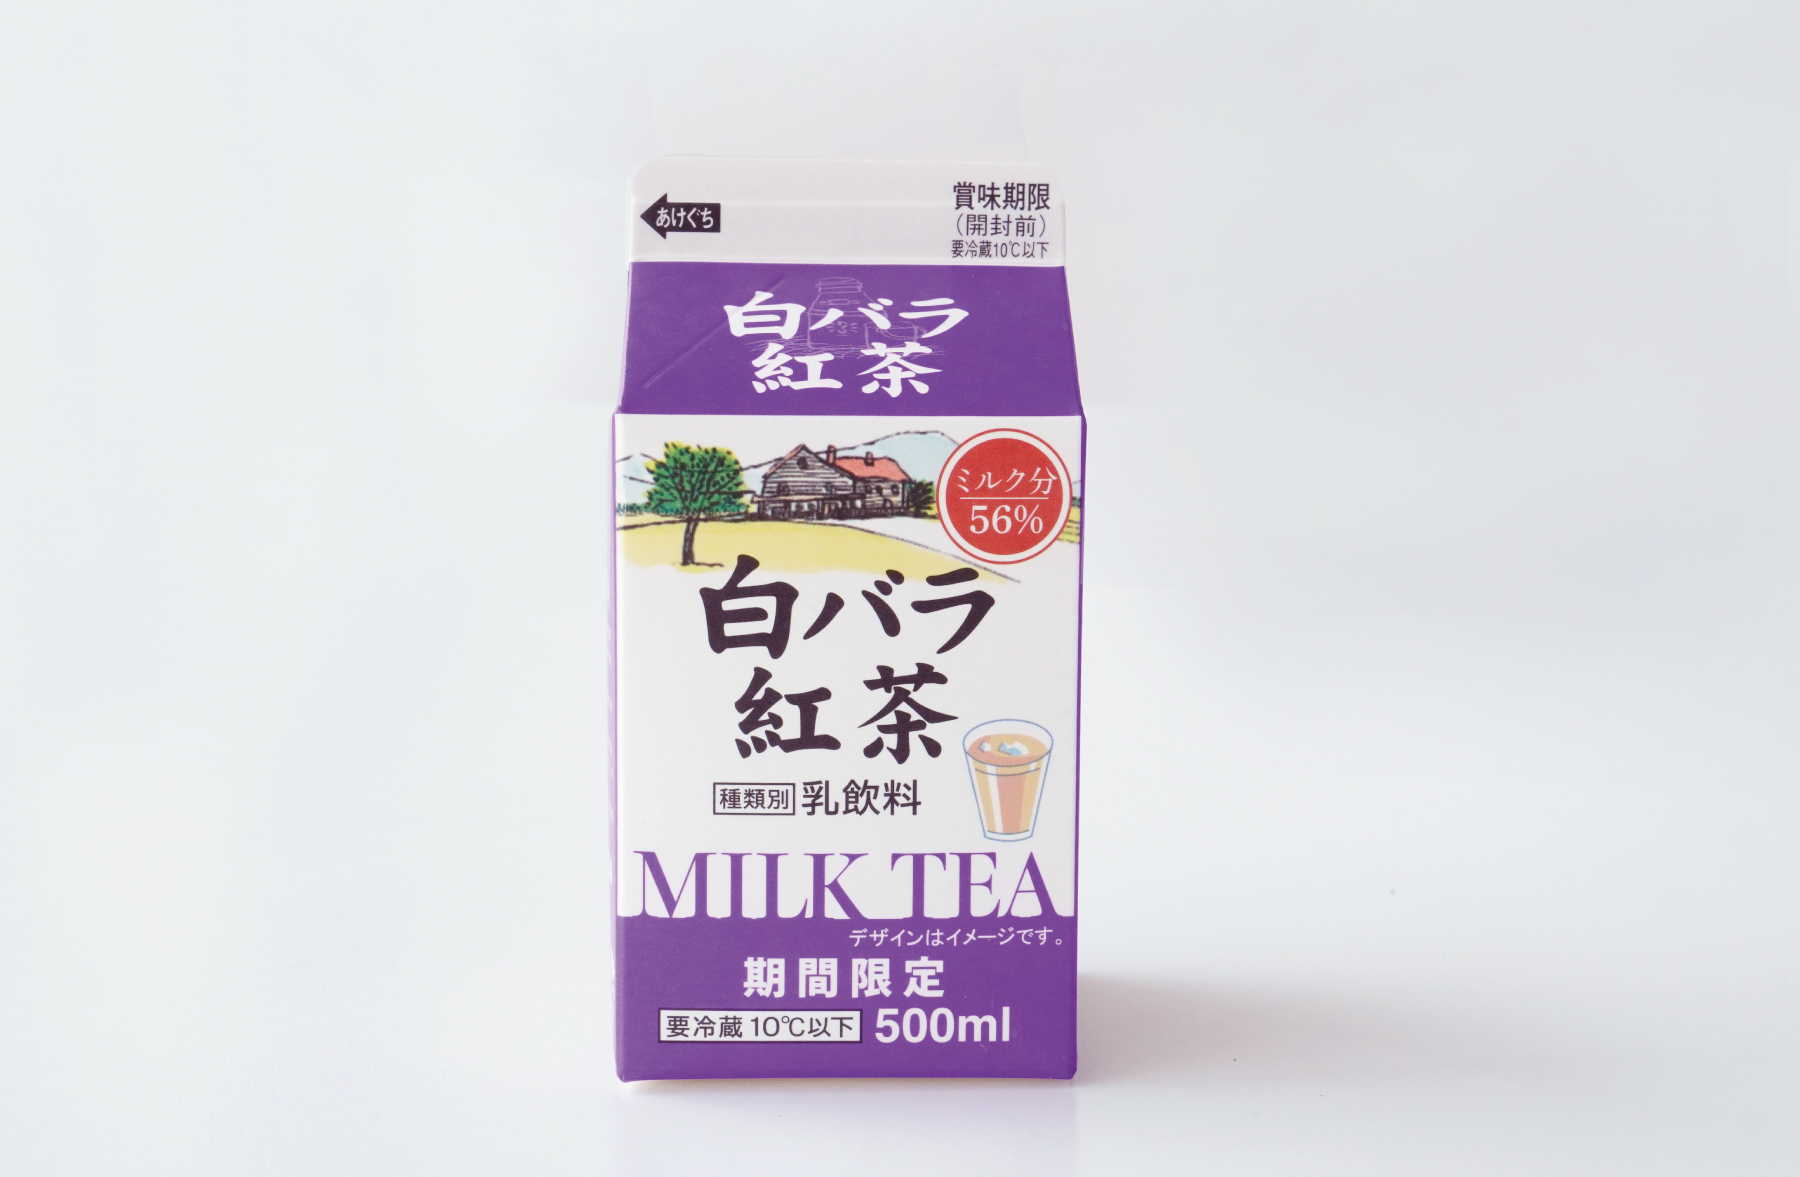 あけぐち
賞味期限
(開封前)
要冷蔵10℃以下
白バラ
紅茶
ミルク分
56%
白バラ
紅茶
種類別 乳飲料
MILK TEA
デザインはイメージです。
期間限定
要冷蔵 10℃以下 500ml